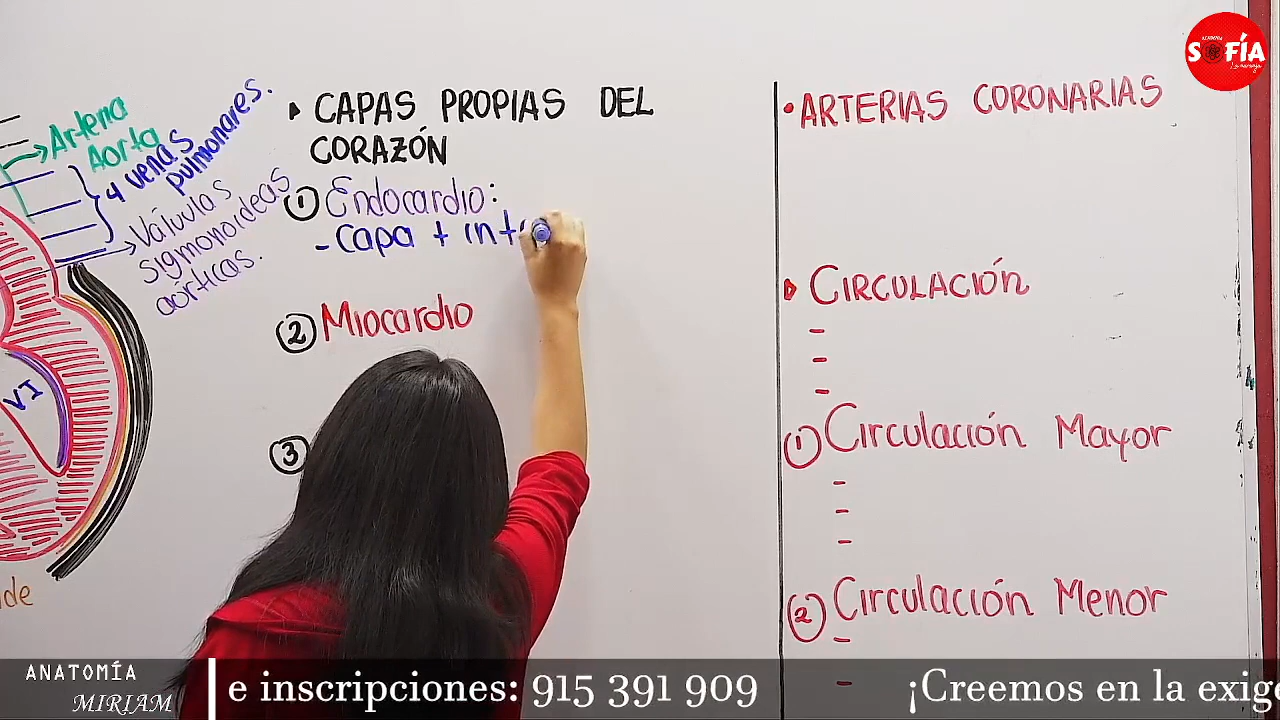 Arteria
Aorta
4 venas
pulmonares.
Válvulas
sigmonoideas
aórticas.
VI
CAPAS PROPIAS DEL
CORAZÓN
1 Endocardio:
- Capa + int
2 Miocardio
3
• ARTERIAS CORONARIAS
CIRCULACIÓN
-
-
-
1 Circulación Mayor
-
-
-
2 Circulación Menor
-
-
ACADEMIA
SOFÍA
ANATOMÍA
MIRIAM
e inscripciones: 915 391 909
¡Creemos en la exige